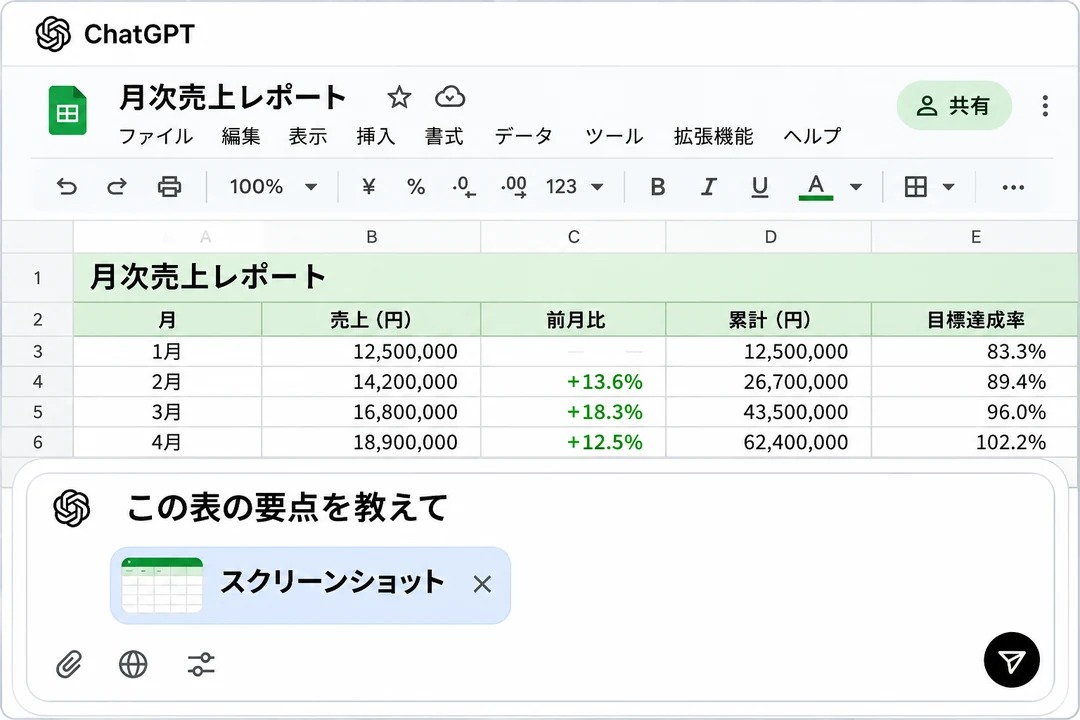 ChatGPT
月次売上レポート
共有
ファイル 編集 表示 挿入 書式 データ ツール 拡張機能 ヘルプ
100% ¥ % .0 .00 123 B I U A
A B C D E
1 月次売上レポート
2 月 売上(円) 前月比 累計(円) 目標達成率
3 1月 12,500,000 — — 12,500,000 83.3%
4 2月 14,200,000 +13.6% 26,700,000 89.4%
5 3月 16,800,000 +18.3% 43,500,000 96.0%
6 4月 18,900,000 +12.5% 62,400,000 102.2%
この表の要点を教えて
スクリーンショット